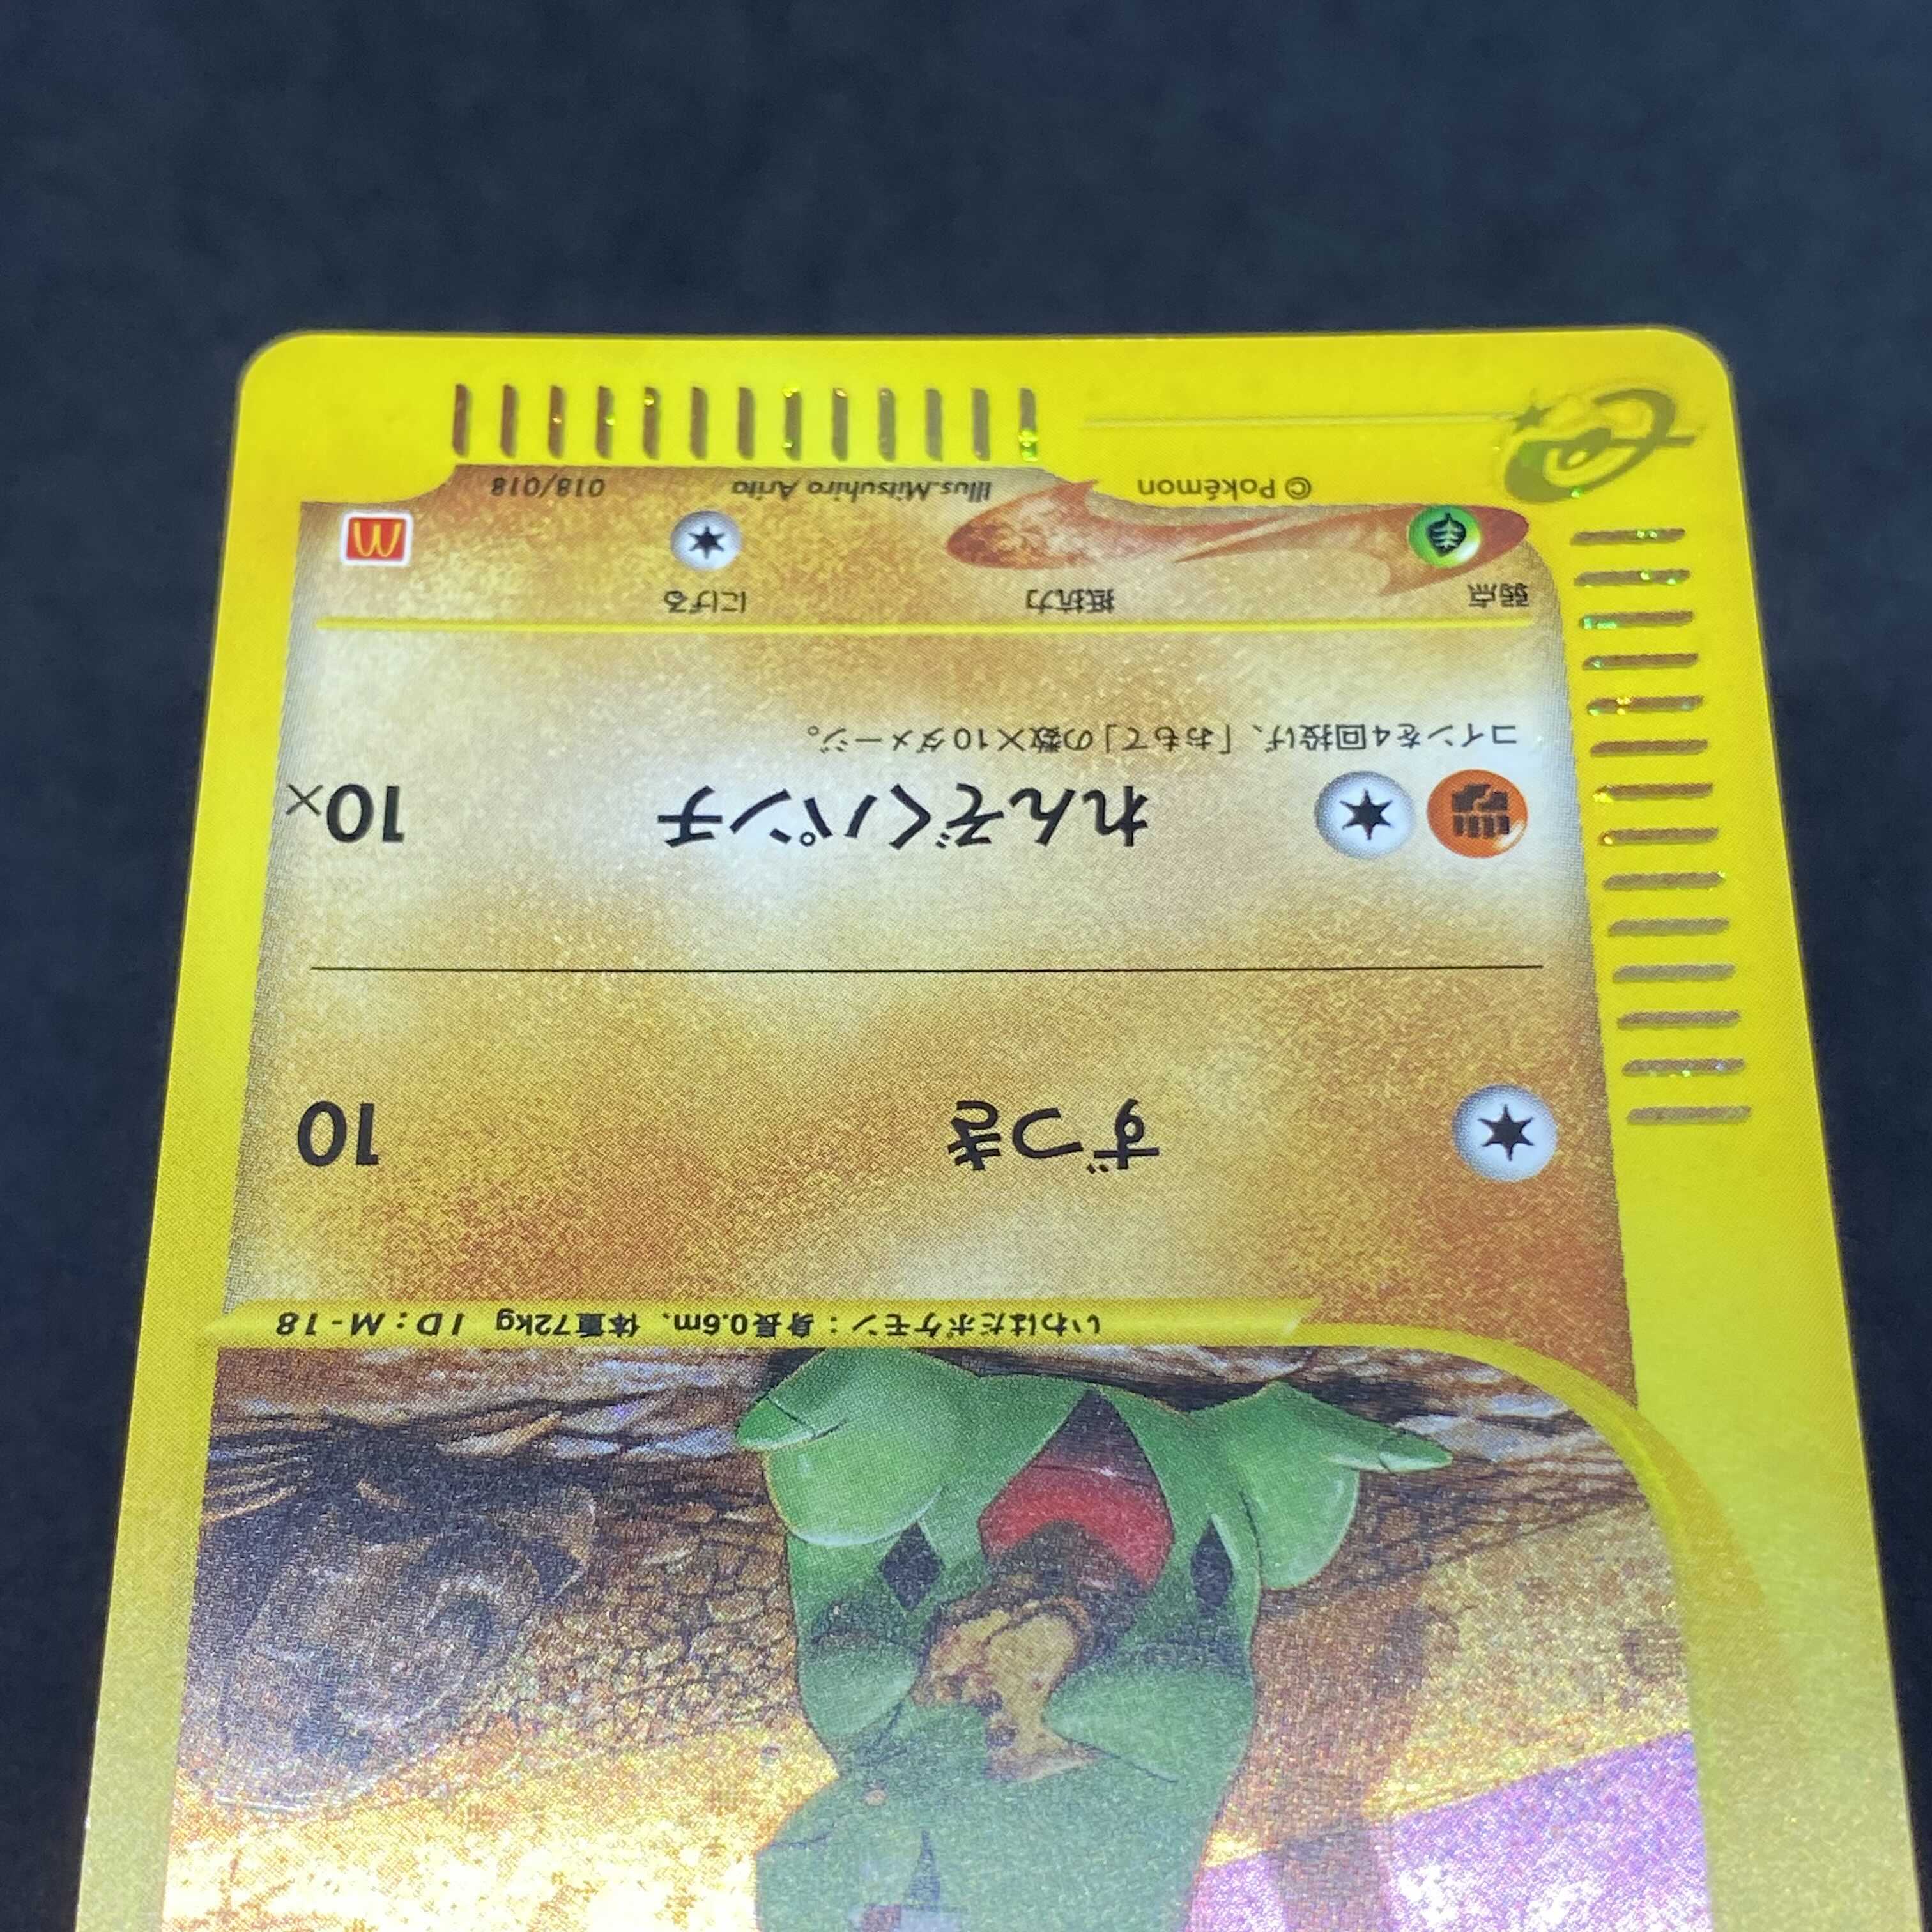 いわはだポケモン：身長0.6m、体重72kg ID：M-18
ずつき 10
れんぞくパンチ 10×
コインを4回投げ、「おもて」の数×10ダメージ。
弱点 抵抗力 にげる
©Pokémon Illus.Mitsuhiro Arita 018/018